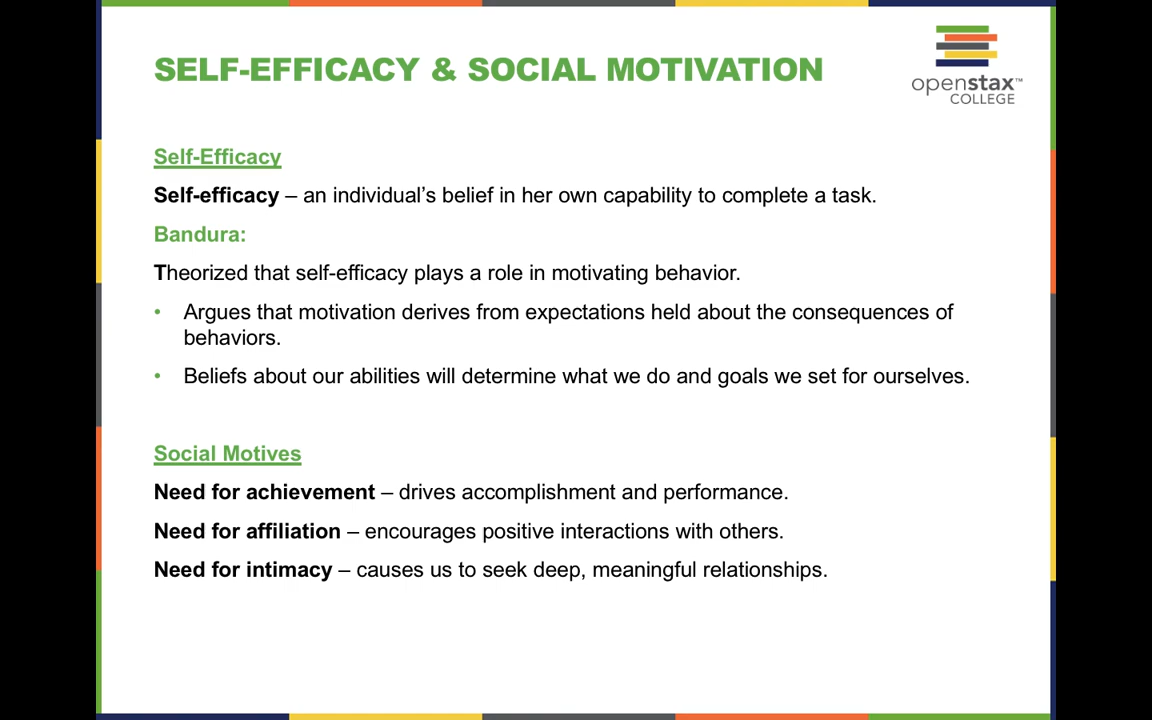 SELF-EFFICACY & SOCIAL MOTIVATION
openstax™
COLLEGE
Self-Efficacy
Self-efficacy – an individual’s belief in her own capability to complete a task.
Bandura:
Theorized that self-efficacy plays a role in motivating behavior.
• Argues that motivation derives from expectations held about the consequences of
behaviors.
• Beliefs about our abilities will determine what we do and goals we set for ourselves.
Social Motives
Need for achievement – drives accomplishment and performance.
Need for affiliation – encourages positive interactions with others.
Need for intimacy – causes us to seek deep, meaningful relationships.